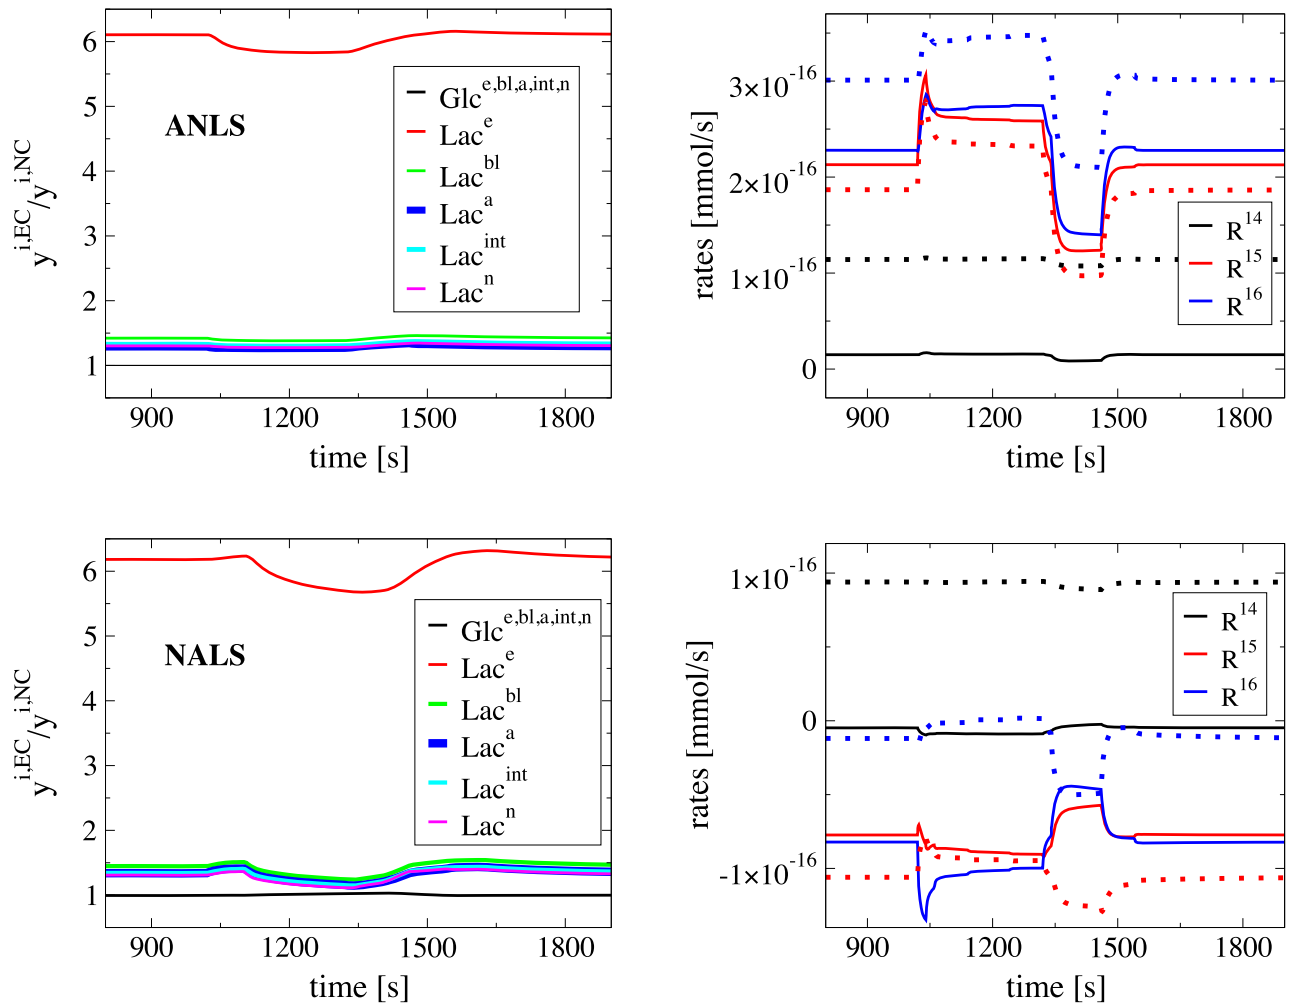 ANLS
y^i,EC/y^i,NC
6
5
4
3
2
1
Glc^e,bl,a,int,n
Lac^e
Lac^bl
Lac^a
Lac^int
Lac^n
900 1200 1500 1800
time [s]
rates [mmol/s]
3×10^-16
2×10^-16
1×10^-16
0
R^14
R^15
R^16
900 1200 1500 1800
time [s]
NALS
y^i,EC/y^i,NC
6
5
4
3
2
1
Glc^e,bl,a,int,n
Lac^e
Lac^bl
Lac^a
Lac^int
Lac^n
900 1200 1500 1800
time [s]
rates [mmol/s]
1×10^-16
0
-1×10^-16
R^14
R^15
R^16
900 1200 1500 1800
time [s]